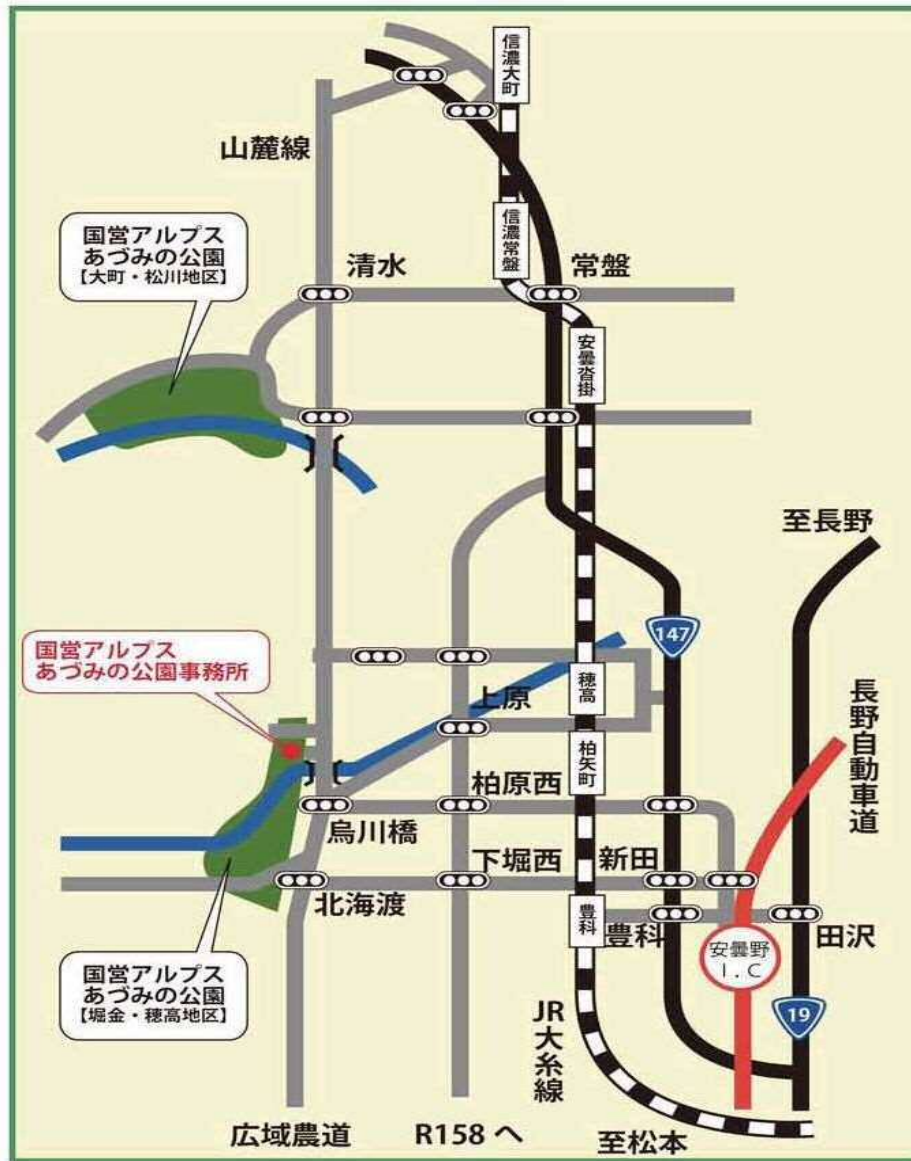 信濃大町
山麓線
国営アルプス
あづみの公園
【大町・松川地区】
信濃常盤
清水
常盤
安曇沓掛
至長野
国営アルプス
あづみの公園事務所
147
穂高
上原
長野自動車道
柏矢町
柏原西
烏川橋
下堀西
新田
北海渡
豊科
豊科
田沢
安曇野
I.C
国営アルプス
あづみの公園
【堀金・穂高地区】
19
JR大糸線
広域農道
R158 へ
至松本